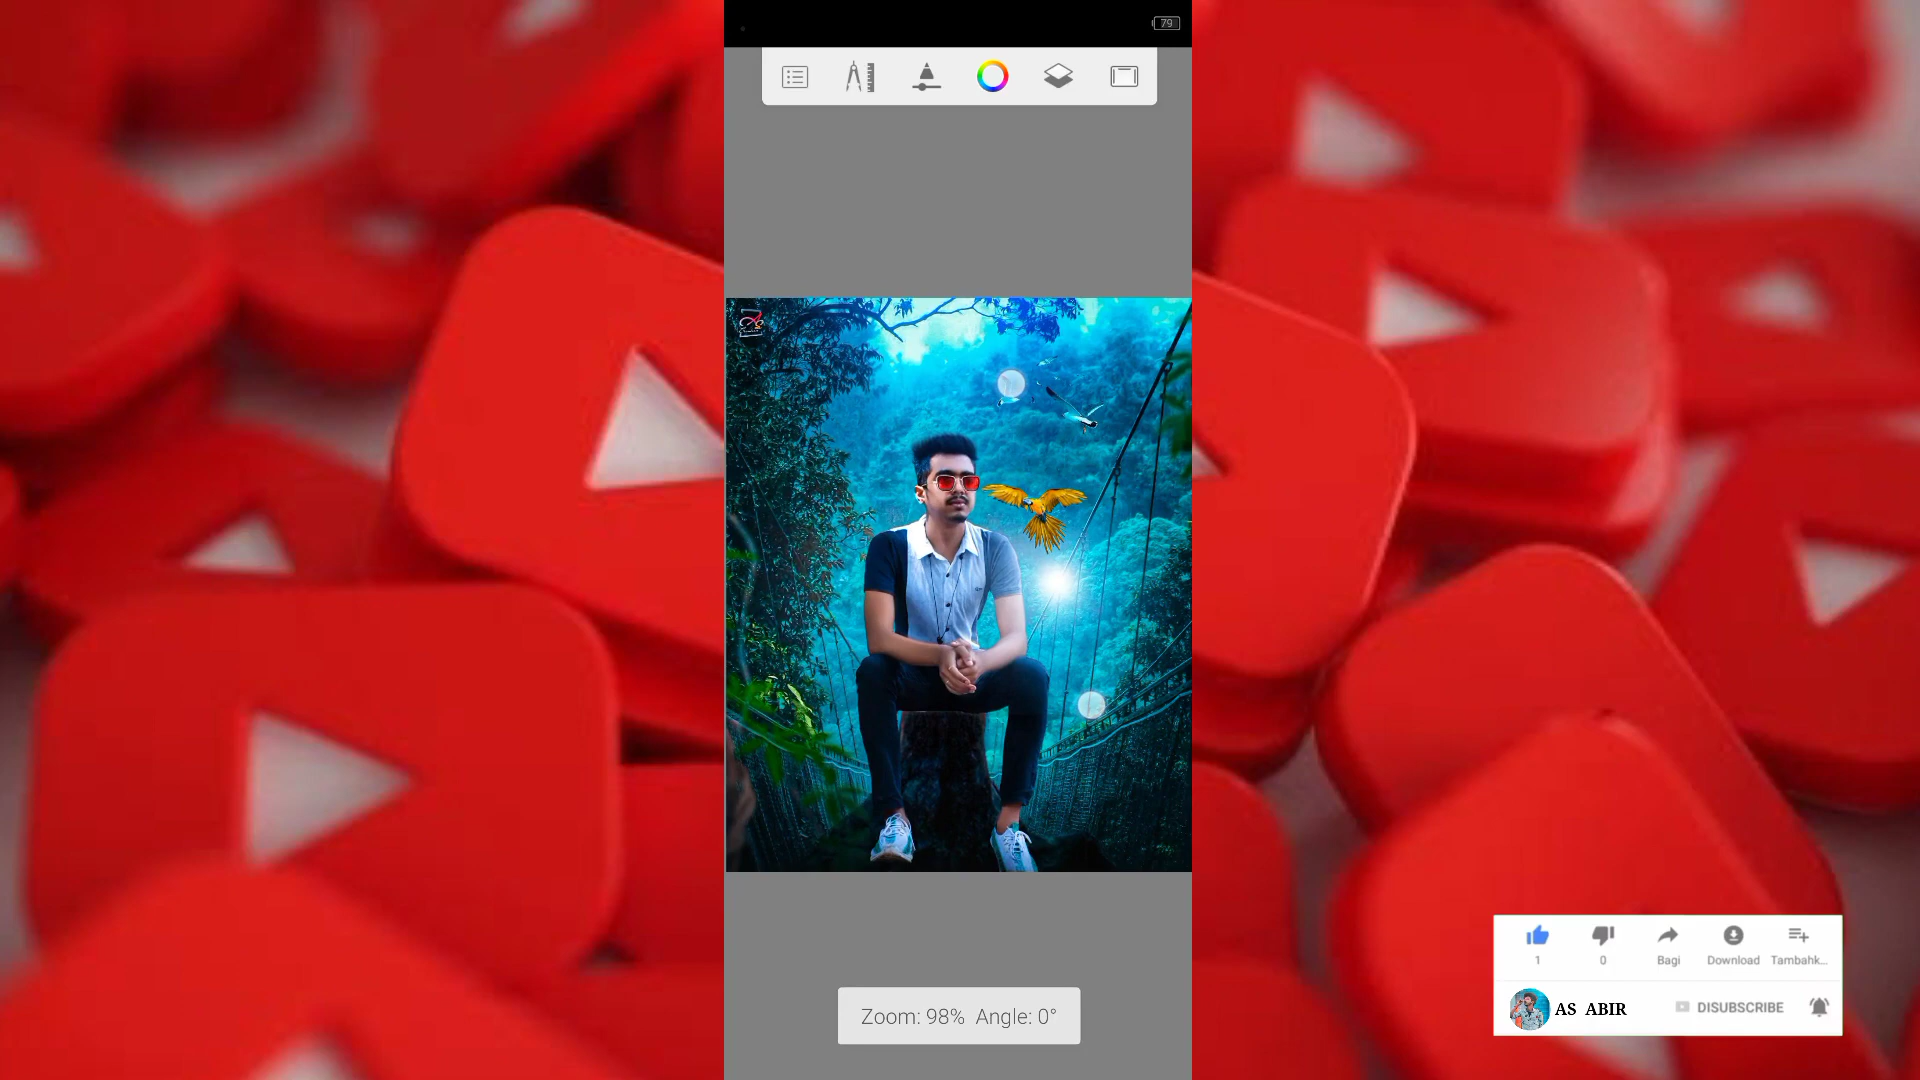 79
Zoom: 98% Angle: 0°
1 0 Bagi Download Tambahk...
AS ABIR DISUBSCRIBE